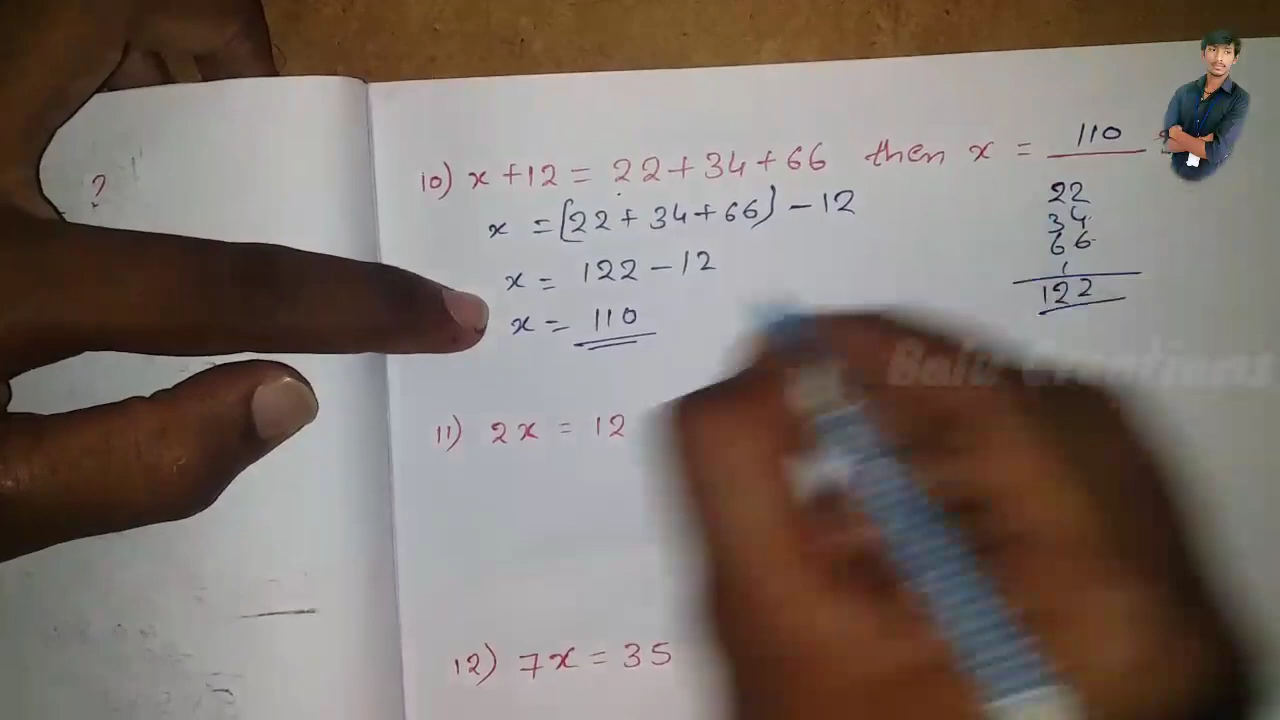 ?
10) x + 12 = 22 + 34 + 66 then x = 110
x = (22 + 34 + 66) - 12
x = 122 - 12
x = 110
22
34
66
1
122
11) 2x = 12
12) 7x = 35